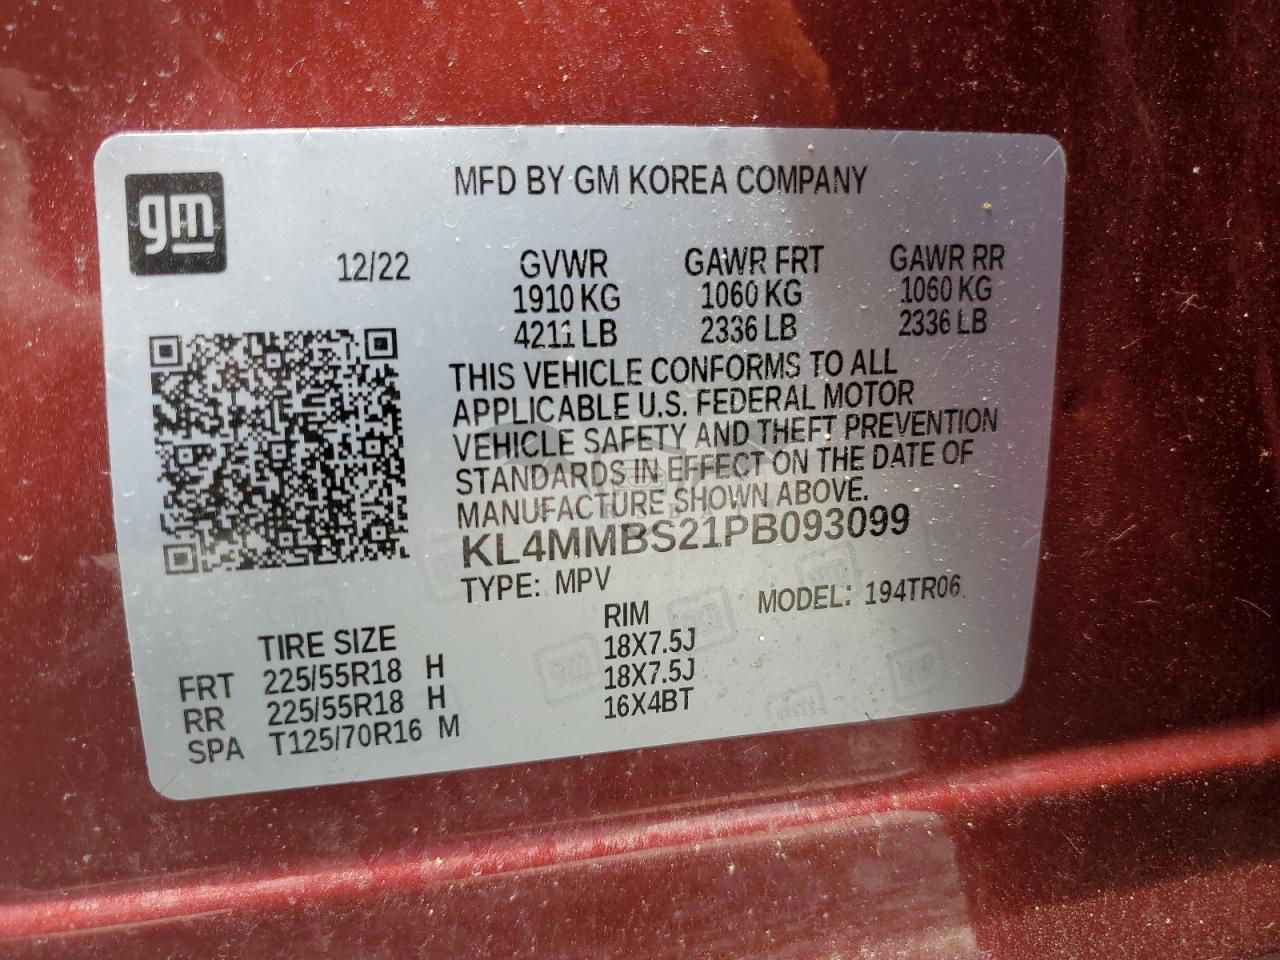 gm
MFD BY GM KOREA COMPANY
12/22
GVWR GAWR FRT GAWR RR
1910 KG 1060 KG 1060 KG
4211 LB 2336 LB 2336 LB
THIS VEHICLE CONFORMS TO ALL
APPLICABLE U.S. FEDERAL MOTOR
VEHICLE SAFETY AND THEFT PREVENTION
STANDARDS IN EFFECT ON THE DATE OF
MANUFACTURE SHOWN ABOVE.
KL4MMBS21PB093099
TYPE: MPV MODEL: 194TR06
TIRE SIZE RIM
FRT 225/55R18 H 18X7.5J
RR 225/55R18 H 18X7.5J
SPA T125/70R16 M 16X4BT